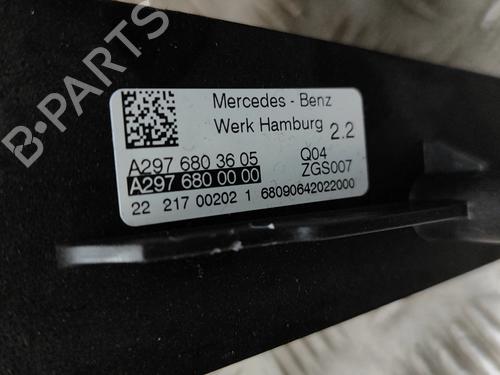 B-PARTS
Mercedes - Benz
Werk Hamburg 2.2
A297 680 36 05 Q04
A297 680 00 00 ZGS007
22 217 00202 1 68090642022000